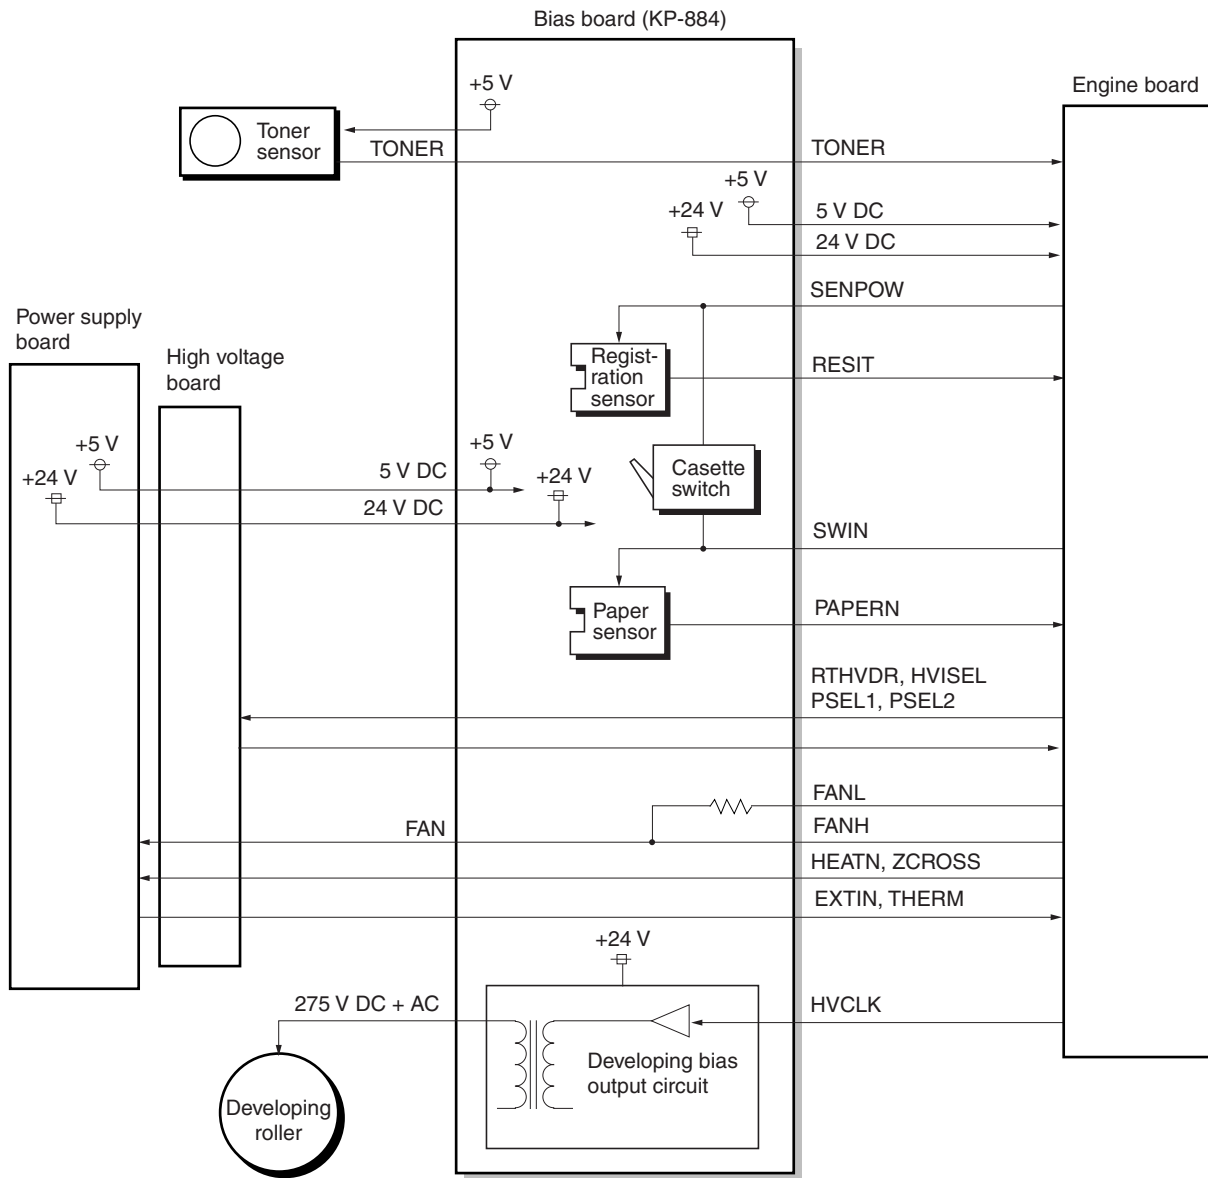 Bias board (KP-884)
Engine board
+5 V
Toner
sensor
TONER
TONER
+5 V
+24 V
5 V DC
24 V DC
SENPOW
Power supply
board
High voltage
board
Regist-
ration
sensor
RESIT
+5 V
+24 V
5 V DC
24 V DC
+5 V
+24 V
Casette
switch
SWIN
Paper
sensor
PAPERN
RTHVDR, HVISEL
PSEL1, PSEL2
FANL
FAN
FANH
HEATN, ZCROSS
EXTIN, THERM
+24 V
275 V DC + AC
HVCLK
Developing bias
output circuit
Developing
roller